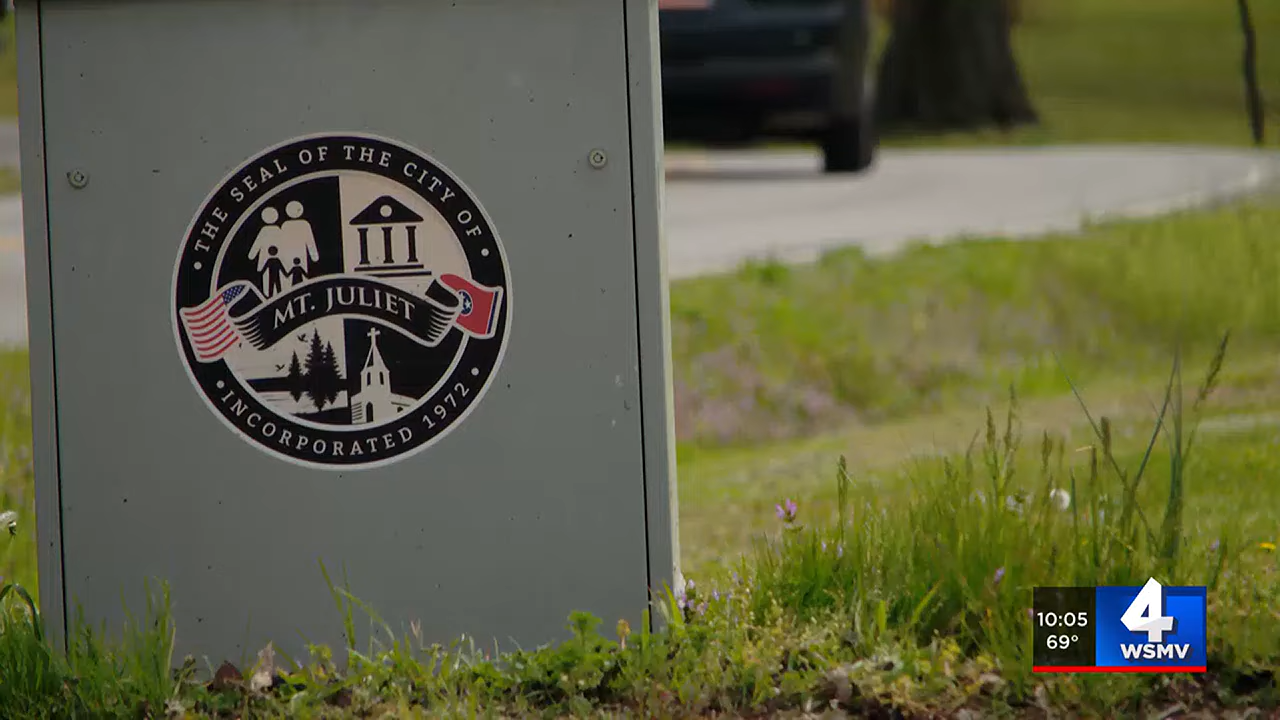 THE SEAL OF THE CITY OF
MT. JULIET
INCORPORATED 1972
10:05
69°
4
WSMV